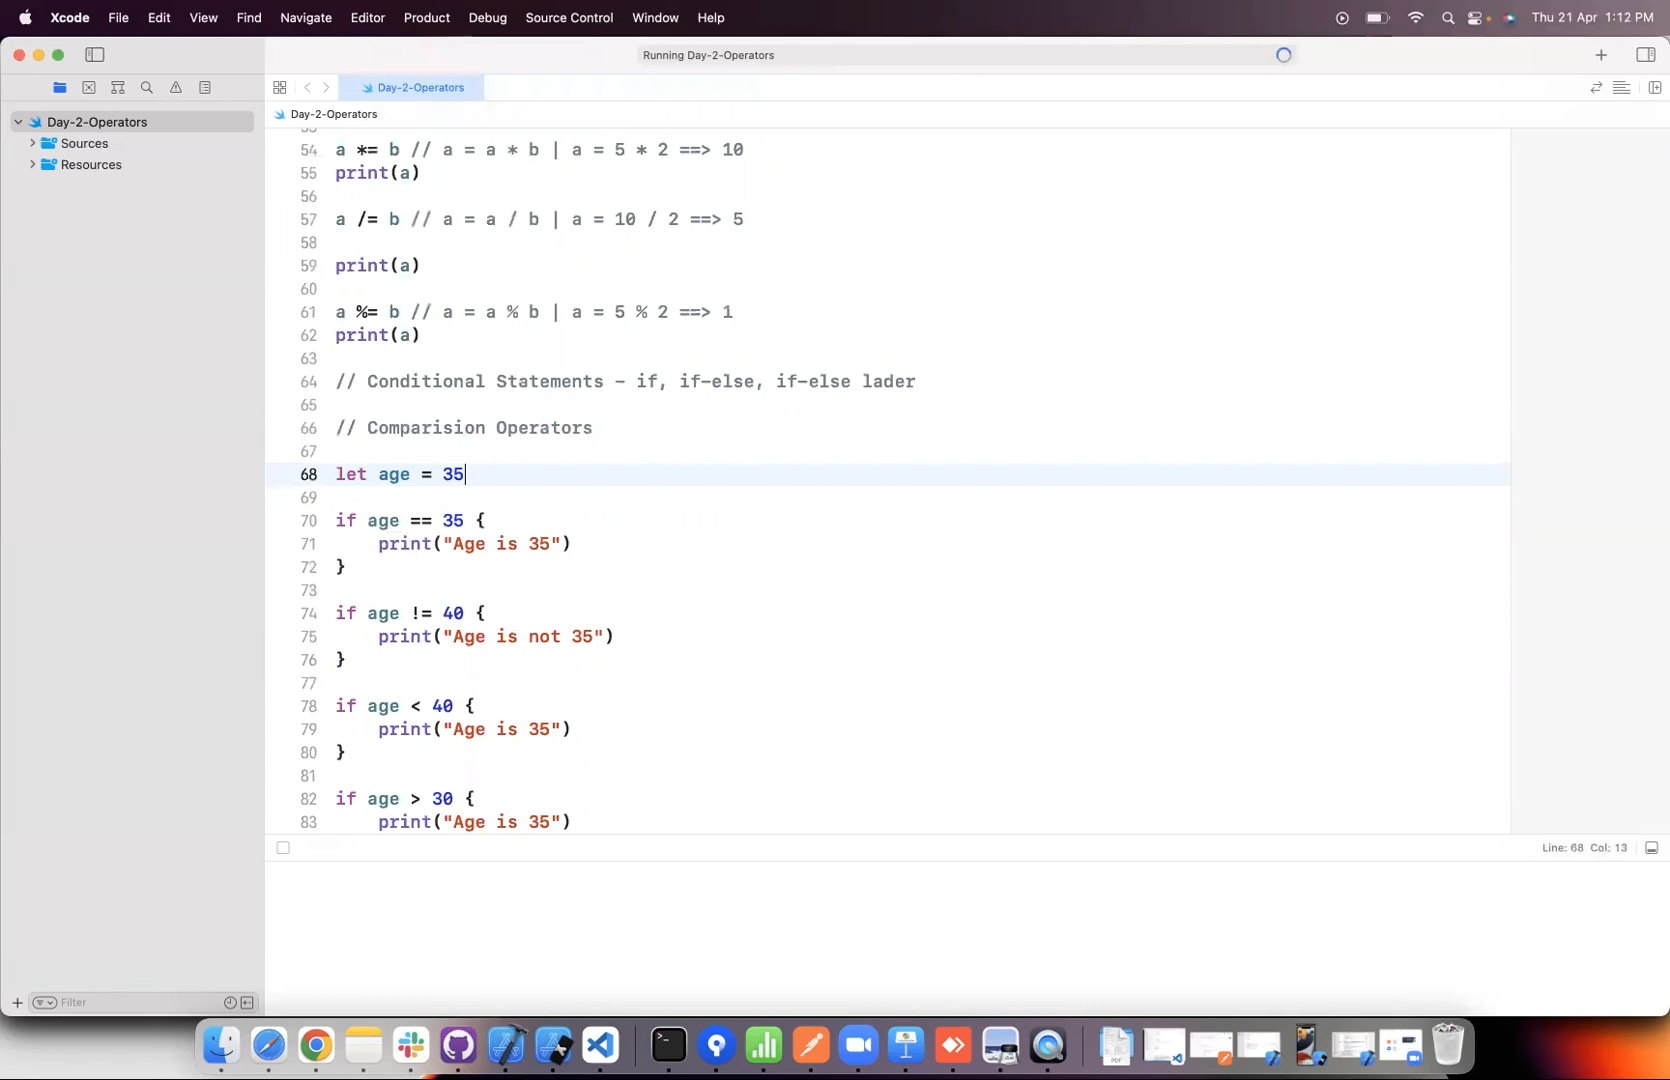 Xcode File Edit View Find Navigate Editor Product Debug Source Control Window Help Thu 21 Apr 1:12 PM
Running Day-2-Operators
Day-2-Operators
Day-2-Operators
Day-2-Operators
Sources
Resources
54 a *= b // a = a * b | a = 5 * 2 ==> 10
55 print(a)
56
57 a /= b // a = a / b | a = 10 / 2 ==> 5
58
59 print(a)
60
61 a %= b // a = a % b | a = 5 % 2 ==> 1
62 print(a)
63
64 // Conditional Statements - if, if-else, if-else lader
65
66 // Comparision Operators
67
68 let age = 35
69
70 if age == 35 {
71 print("Age is 35")
72 }
73
74 if age != 40 {
75 print("Age is not 35")
76 }
77
78 if age < 40 {
79 print("Age is 35")
80 }
81
82 if age > 30 {
83 print("Age is 35")
Line: 68 Col: 13
Filter